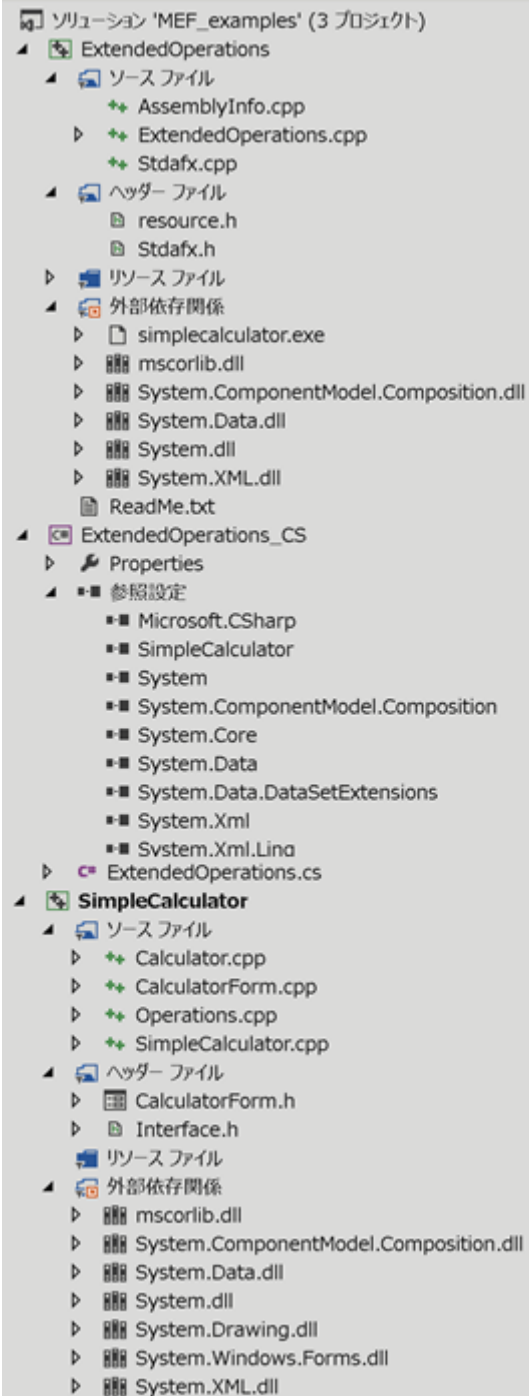 ソリューション 'MEF_examples' (3 プロジェクト)
ExtendedOperations
ソース ファイル
AssemblyInfo.cpp
ExtendedOperations.cpp
Stdafx.cpp
ヘッダー ファイル
resource.h
Stdafx.h
リソース ファイル
外部依存関係
simplecalculator.exe
mscorlib.dll
System.ComponentModel.Composition.dll
System.Data.dll
System.dll
System.XML.dll
ReadMe.txt
C# ExtendedOperations_CS
Properties
参照設定
Microsoft.CSharp
SimpleCalculator
System
System.ComponentModel.Composition
System.Core
System.Data
System.Data.DataSetExtensions
System.Xml
System.Xml.Linq
C# ExtendedOperations.cs
SimpleCalculator
ソース ファイル
Calculator.cpp
CalculatorForm.cpp
Operations.cpp
SimpleCalculator.cpp
ヘッダー ファイル
CalculatorForm.h
Interface.h
リソース ファイル
外部依存関係
mscorlib.dll
System.ComponentModel.Composition.dll
System.Data.dll
System.dll
System.Drawing.dll
System.Windows.Forms.dll
System.XML.dll